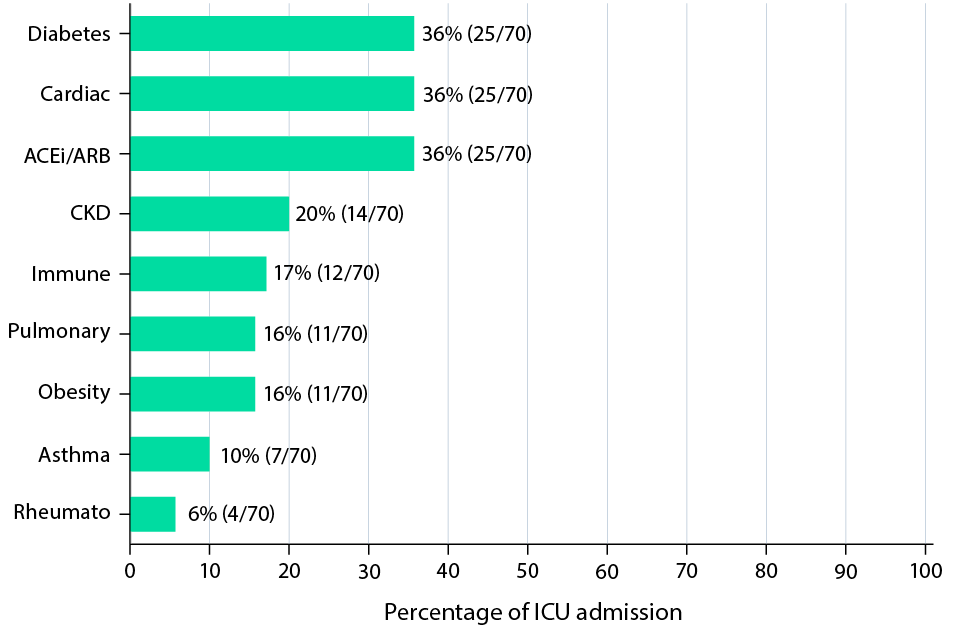 Diabetes 36% (25/70)
Cardiac 36% (25/70)
ACEi/ARB 36% (25/70)
CKD 20% (14/70)
Immune 17% (12/70)
Pulmonary 16% (11/70)
Obesity 16% (11/70)
Asthma 10% (7/70)
Rheumato 6% (4/70)
0 10 20 30 40 50 60 70 80 90 100
Percentage of ICU admission